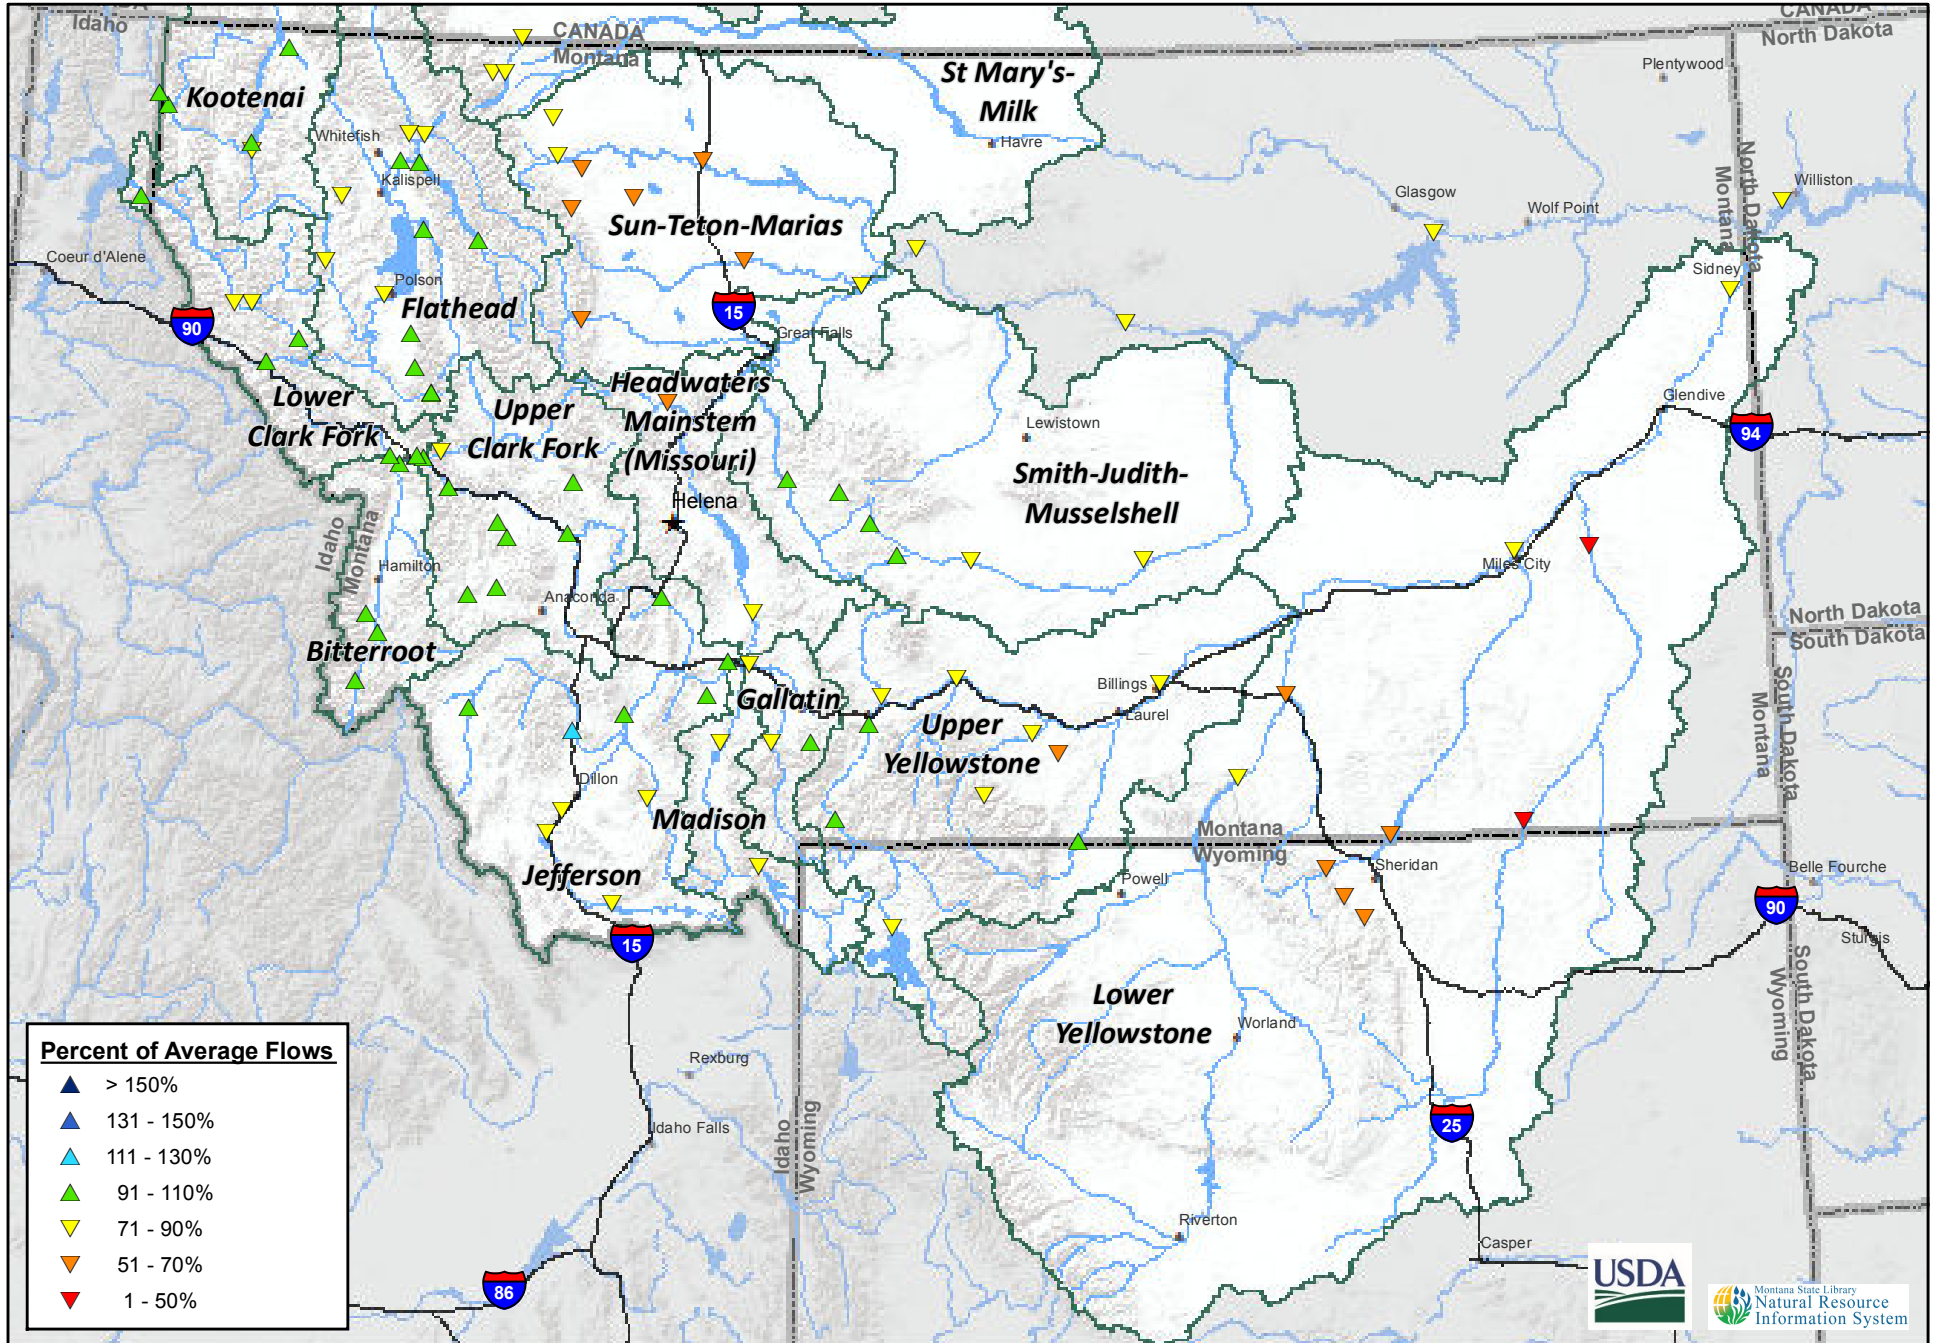 CANADA
Idaho
CANADA
Montana
CANADA
North Dakota
St Mary's-
Milk
Plentywood
Kootenai
Whitefish
Havre
Kalispell
Glasgow
Wolf Point
Williston
North Dakota
Montana
Sun-Teton-Marias
Coeur d'Alene
Polson
Sidney
Flathead
90
15
Great Falls
Headwaters
Mainstem
(Missouri)
Lower
Clark Fork
Upper
Clark Fork
Lewistown
Glendive
94
Smith-Judith-
Musselshell
Helena
Idaho
Montana
Hamilton
Anaconda
Miles City
North Dakota
South Dakota
Bitterroot
Gallatin
Billings
Laurel
Upper
Yellowstone
South Dakota
Montana
Dillon
Madison
Montana
Wyoming
Jefferson
Powell
Sheridan
Belle Fourche
90
Sturgis
15
Lower
Yellowstone
Worland
South Dakota
Wyoming
Rexburg
Idaho Falls
Idaho
Wyoming
25
Riverton
Casper
86
Percent of Average Flows
> 150%
131 - 150%
111 - 130%
91 - 110%
71 - 90%
51 - 70%
1 - 50%
USDA
Montana State Library
Natural Resource
Information System